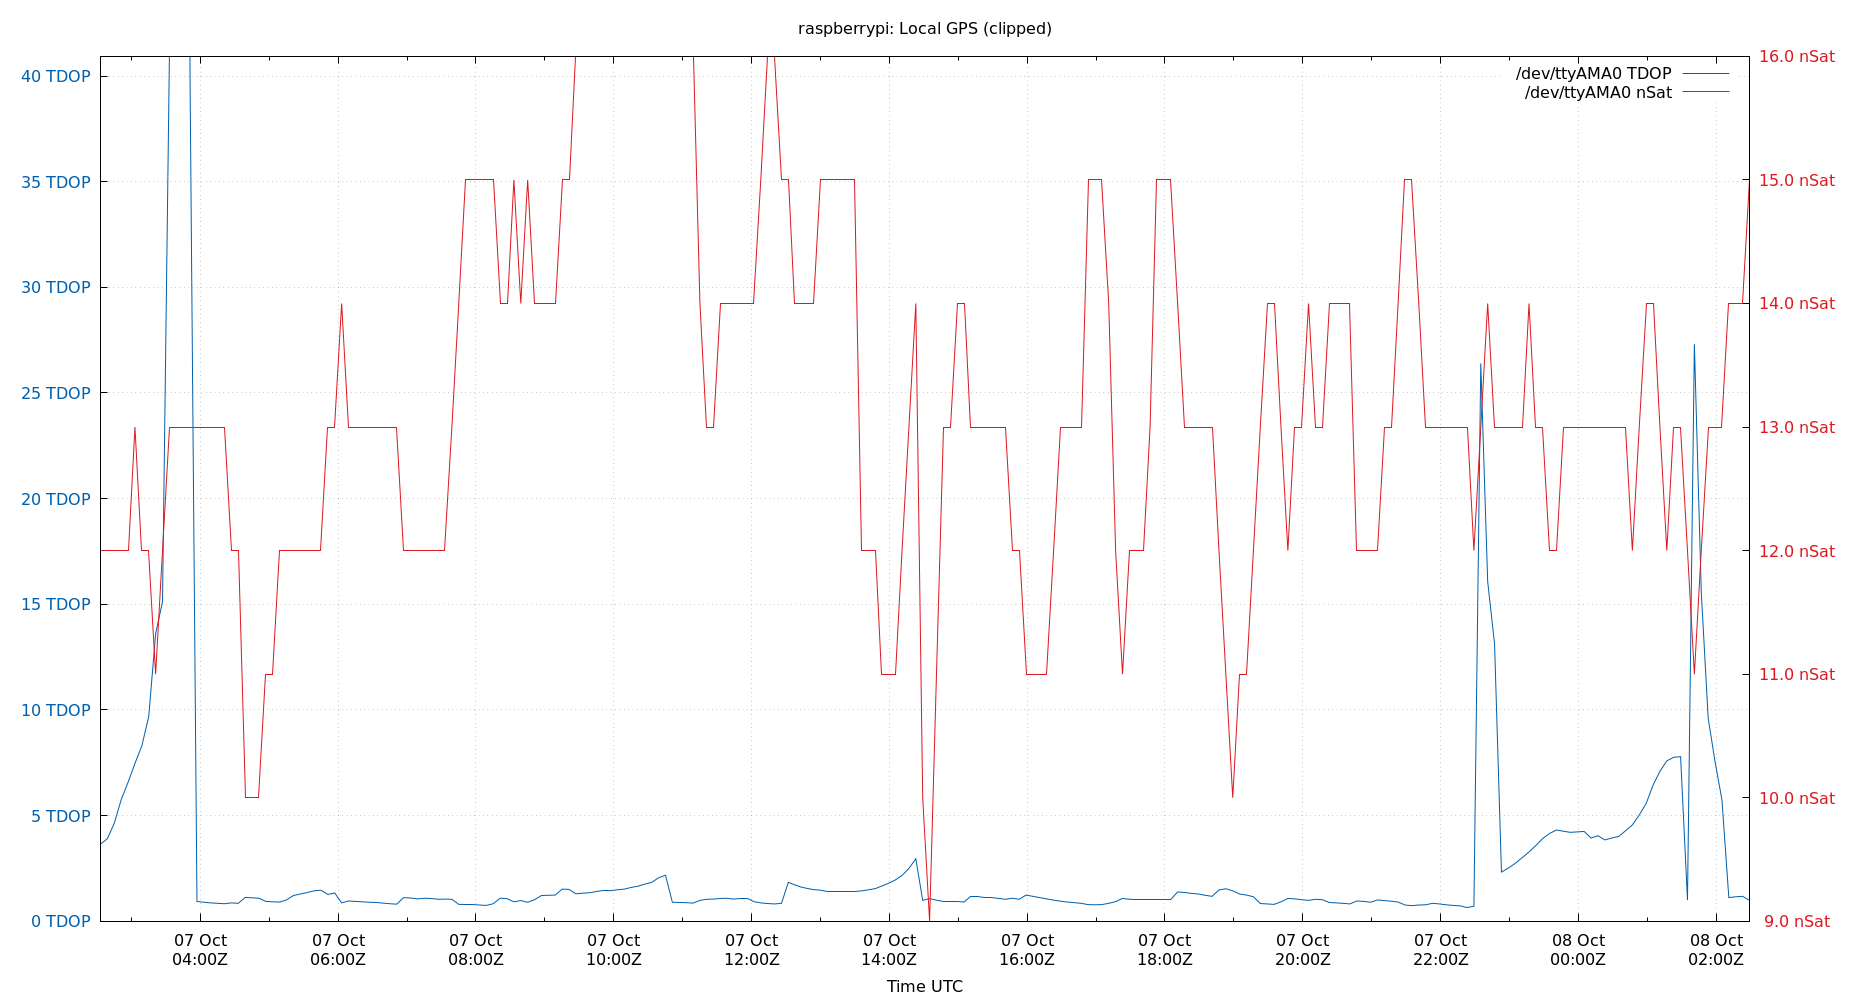 raspberrypi: Local GPS (clipped)
/dev/ttyAMA0 TDOP
/dev/ttyAMA0 nSat
40 TDOP
35 TDOP
30 TDOP
25 TDOP
20 TDOP
15 TDOP
10 TDOP
5 TDOP
0 TDOP
16.0 nSat
15.0 nSat
14.0 nSat
13.0 nSat
12.0 nSat
11.0 nSat
10.0 nSat
9.0 nSat
07 Oct
04:00Z
07 Oct
06:00Z
07 Oct
08:00Z
07 Oct
10:00Z
07 Oct
12:00Z
07 Oct
14:00Z
07 Oct
16:00Z
07 Oct
18:00Z
07 Oct
20:00Z
07 Oct
22:00Z
08 Oct
00:00Z
08 Oct
02:00Z
Time UTC